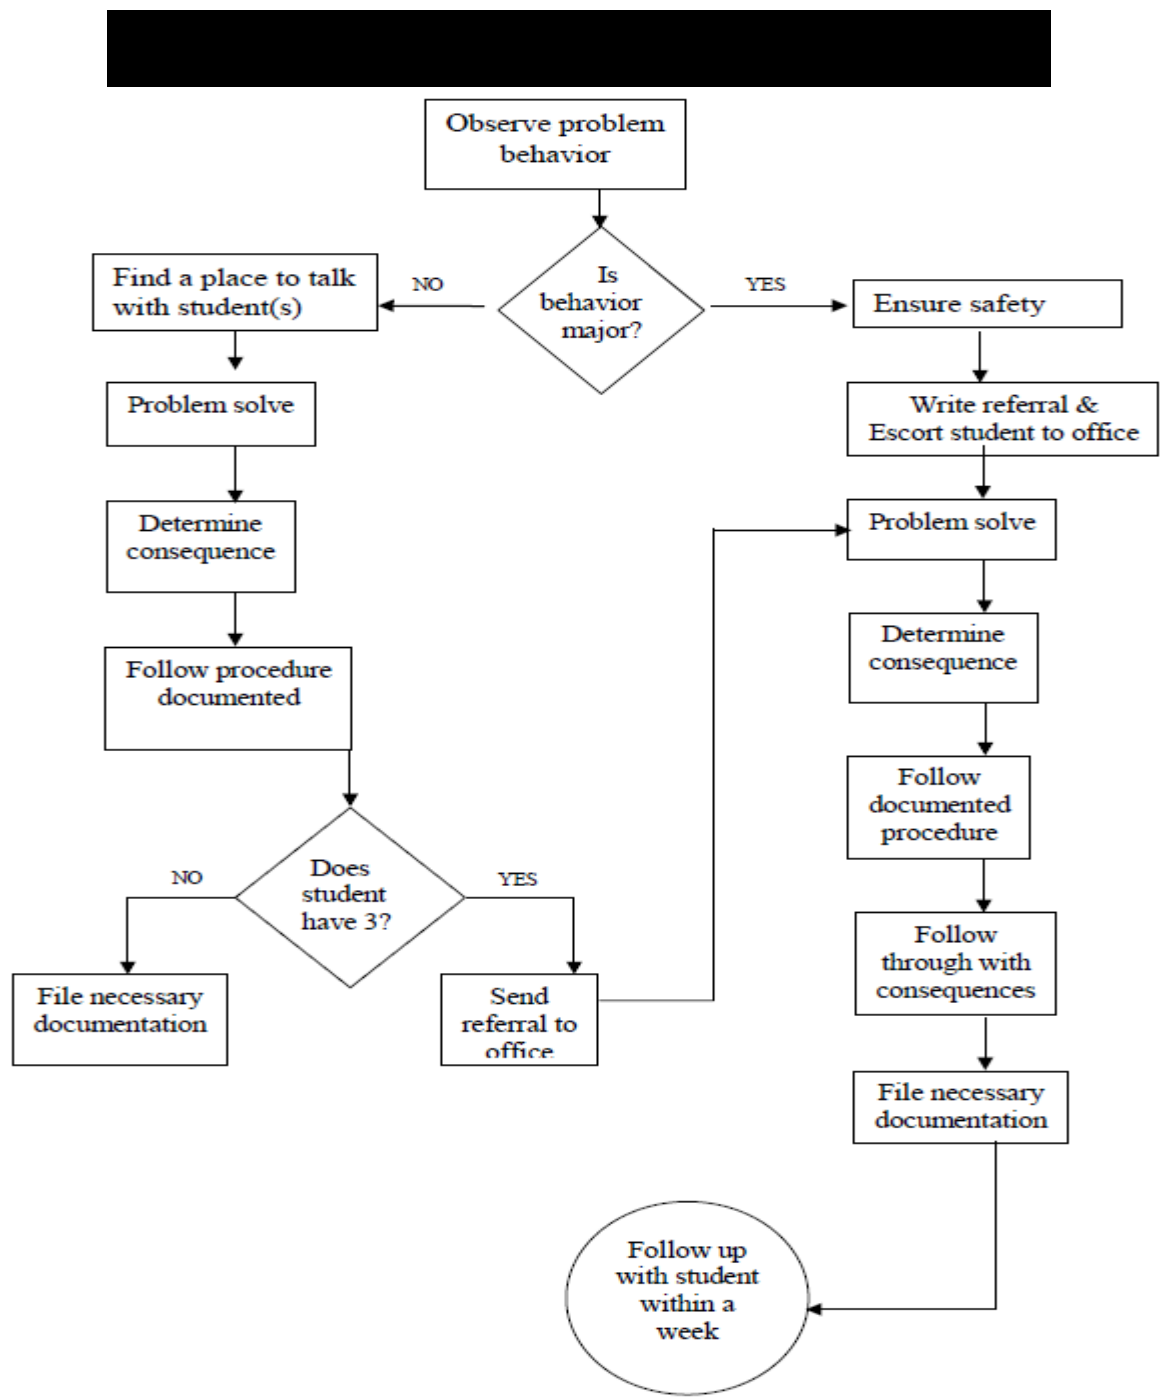 Observe problem
behavior
Is
behavior
major?
NO
YES
Find a place to talk
with student(s)
Problem solve
Determine
consequence
Follow procedure
documented
Does
student
have 3?
NO
YES
File necessary
documentation
Send
referral to
office
Ensure safety
Write referral &
Escort student to office
Problem solve
Determine
consequence
Follow
documented
procedure
Follow
through with
consequences
File necessary
documentation
Follow up
with student
within a
week